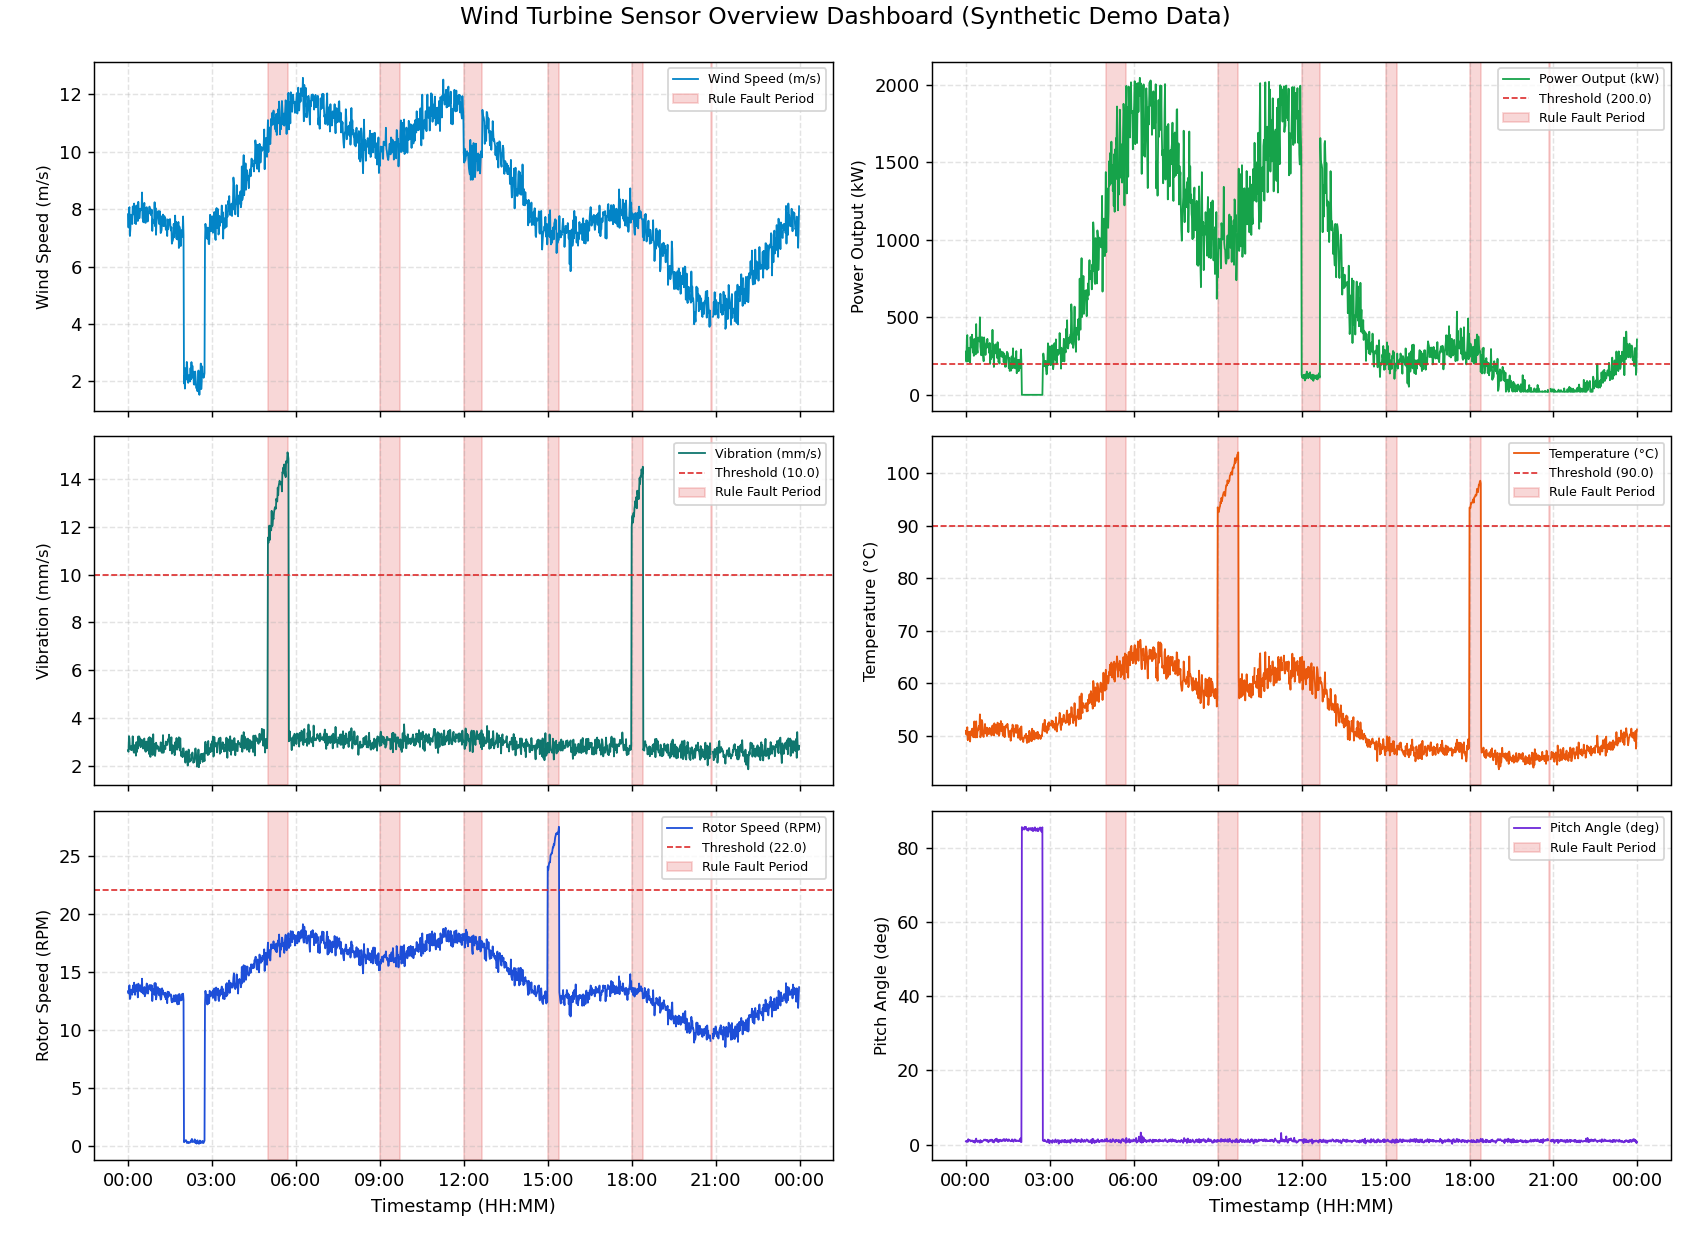 Wind Turbine Sensor Overview Dashboard (Synthetic Demo Data)
Wind Speed (m/s)
12
10
8
6
4
2
Wind Speed (m/s)
Rule Fault Period
Power Output (kW)
2000
1500
1000
500
0
Power Output (kW)
Threshold (200.0)
Rule Fault Period
Vibration (mm/s)
14
12
10
8
6
4
2
Vibration (mm/s)
Threshold (10.0)
Rule Fault Period
Temperature (°C)
100
90
80
70
60
50
Temperature (°C)
Threshold (90.0)
Rule Fault Period
Rotor Speed (RPM)
25
20
15
10
5
0
Rotor Speed (RPM)
Threshold (22.0)
Rule Fault Period
00:00 03:00 06:00 09:00 12:00 15:00 18:00 21:00 00:00
Timestamp (HH:MM)
Pitch Angle (deg)
80
60
40
20
0
Pitch Angle (deg)
Rule Fault Period
00:00 03:00 06:00 09:00 12:00 15:00 18:00 21:00 00:00
Timestamp (HH:MM)